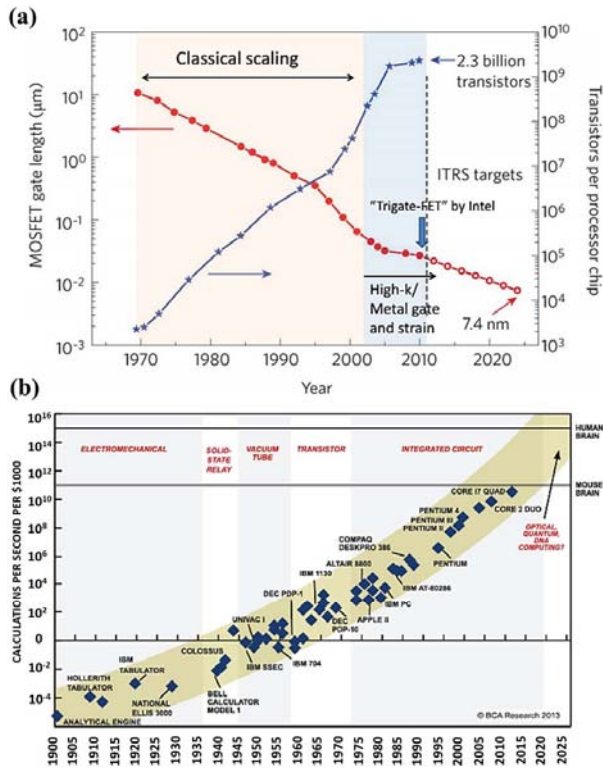 (a)
10²
10¹
10⁰
10⁻¹
10⁻²
10⁻³
MOSFET gate length (μm)
Classical scaling
2.3 billion
transistors
ITRS targets
"Trigate-FET" by Intel
High-k/
Metal gate
and strain
7.4 nm
10¹⁰
10⁹
10⁸
10⁷
10⁶
10⁵
10⁴
10³
Transistors per processor chip
1970
1980
1990
2000
2010
2020
Year
(b)
CALCULATIONS PER SECOND PER $1000
10¹⁶
10¹⁴
10¹²
10¹⁰
10⁸
10⁶
10⁴
10²
0
10⁻²
10⁻⁴
ELECTROMECHANICAL
SOLID-
STATE
RELAY
VACUUM
TUBE
TRANSISTOR
INTEGRATED CIRCUIT
HUMAN
BRAIN
MOUSE
BRAIN
CORE I7 QUAD
CORE 2 DUO
PENTIUM 4
PENTIUM III
PENTIUM II
PENTIUM
OPTICAL,
QUANTUM,
DNA
COMPUTING?
COMPAQ
DESKPRO 386
ALTAIR 8800
IBM AT-80286
IBM 1130
IBM PC
DEC PDP-1
APPLE II
DEC
PDP-10
UNIVAC I
IBM 704
IBM SSEC
COLOSSUS
IBM
TABULATOR
HOLLERITH
TABULATOR
NATIONAL
ELLIS 3000
BELL
CALCULATOR
MODEL 1
ANALYTICAL ENGINE
© BCA Research 2013
1900
1910
1915
1920
1930
1935
1940
1945
1950
1955
1960
1965
1970
1975
1980
1985
1990
1995
2000
2005
2010
2015
2020
2025